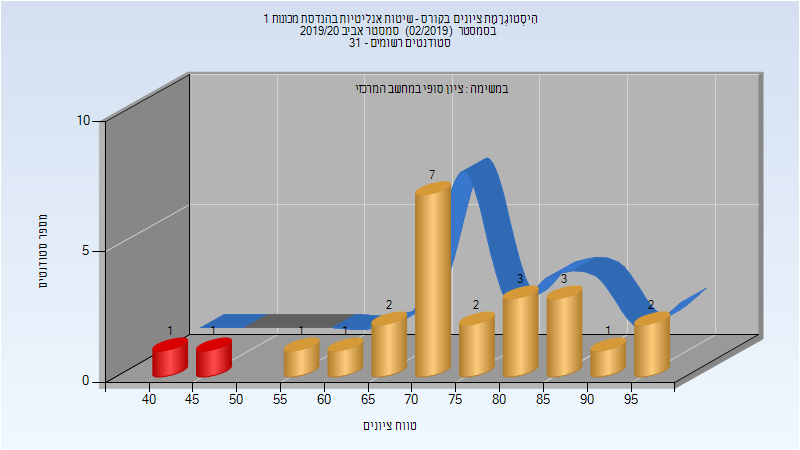 היסטוגרמת ציונים בקורס - שיטות אנליטיות בהנדסת מכונות 1
בסמסטר (02/2019) סמסטר אביב 2019/20
סטודנטים רשומים - 31
במשימה : ציון סופי במחשב המרכזי
מספר סטודנטים
10
5
0
1 1 1 1 2 7 2 3 3 1 2
40 45 50 55 60 65 70 75 80 85 90 95
טווח ציונים